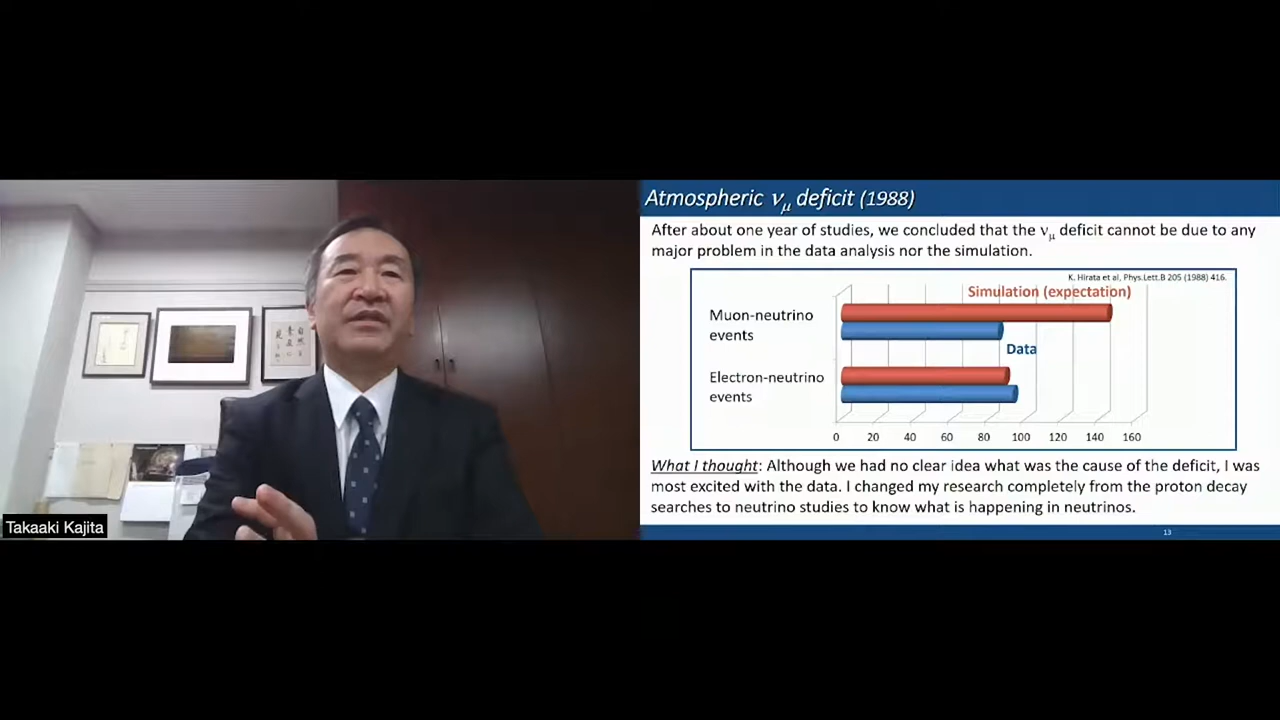 Atmospheric νμ deficit (1988)
After about one year of studies, we concluded that the νμ deficit cannot be due to any
major problem in the data analysis nor the simulation.
K. Hirata et al, Phys.Lett.B 205 (1988) 416.
Simulation (expectation)
Muon-neutrino
events
Data
Electron-neutrino
events
0 20 40 60 80 100 120 140 160
What I thought: Although we had no clear idea what was the cause of the deficit, I was
most excited with the data. I changed my research completely from the proton decay
searches to neutrino studies to know what is happening in neutrinos.
13
Takaaki Kajita